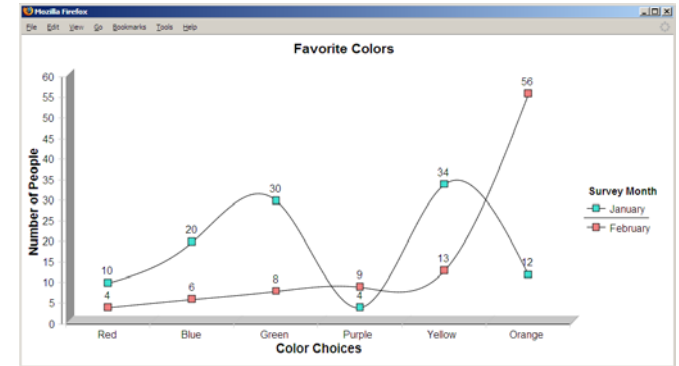 Mozilla Firefox
File Edit View Go Bookmarks Tools Help
Favorite Colors
60
55
50
45
40
35
30
25
20
15
10
5
0
Number of People
10
20
30
4
34
12
4
6
8
9
13
56
Red Blue Green Purple Yellow Orange
Color Choices
Survey Month
January
February